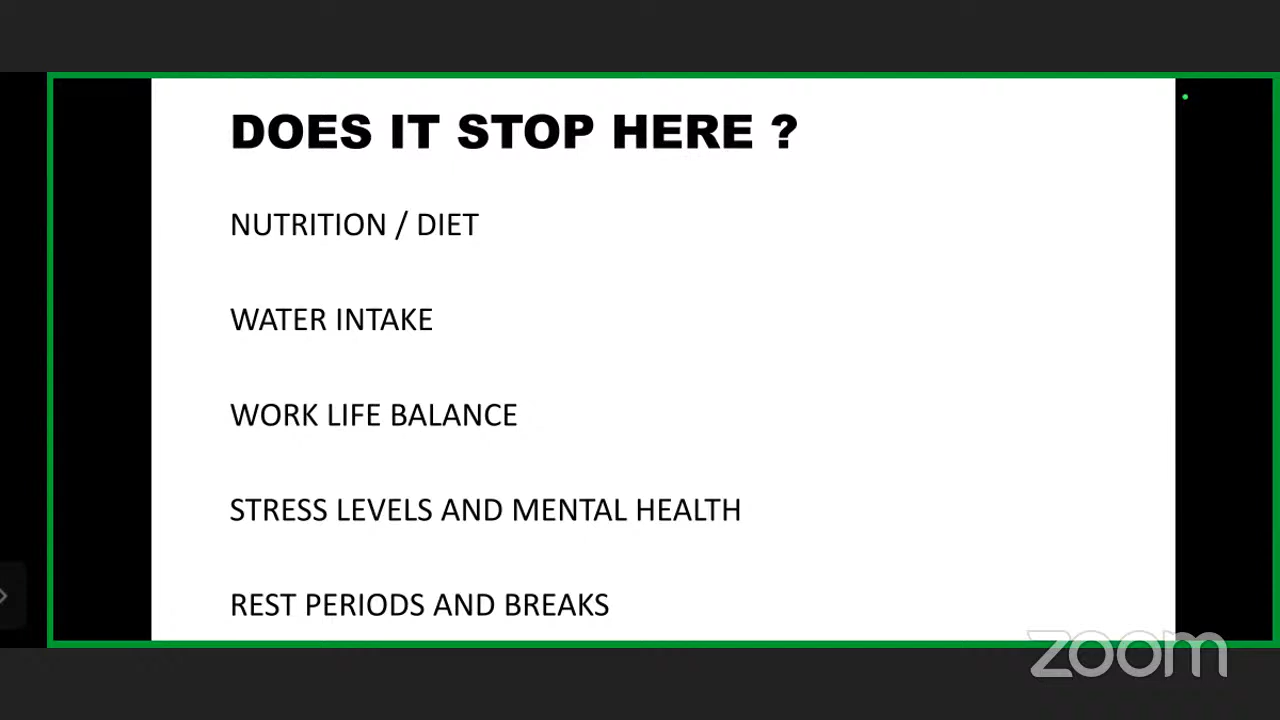 DOES IT STOP HERE ?
NUTRITION / DIET
WATER INTAKE
WORK LIFE BALANCE
STRESS LEVELS AND MENTAL HEALTH
REST PERIODS AND BREAKS
zoom